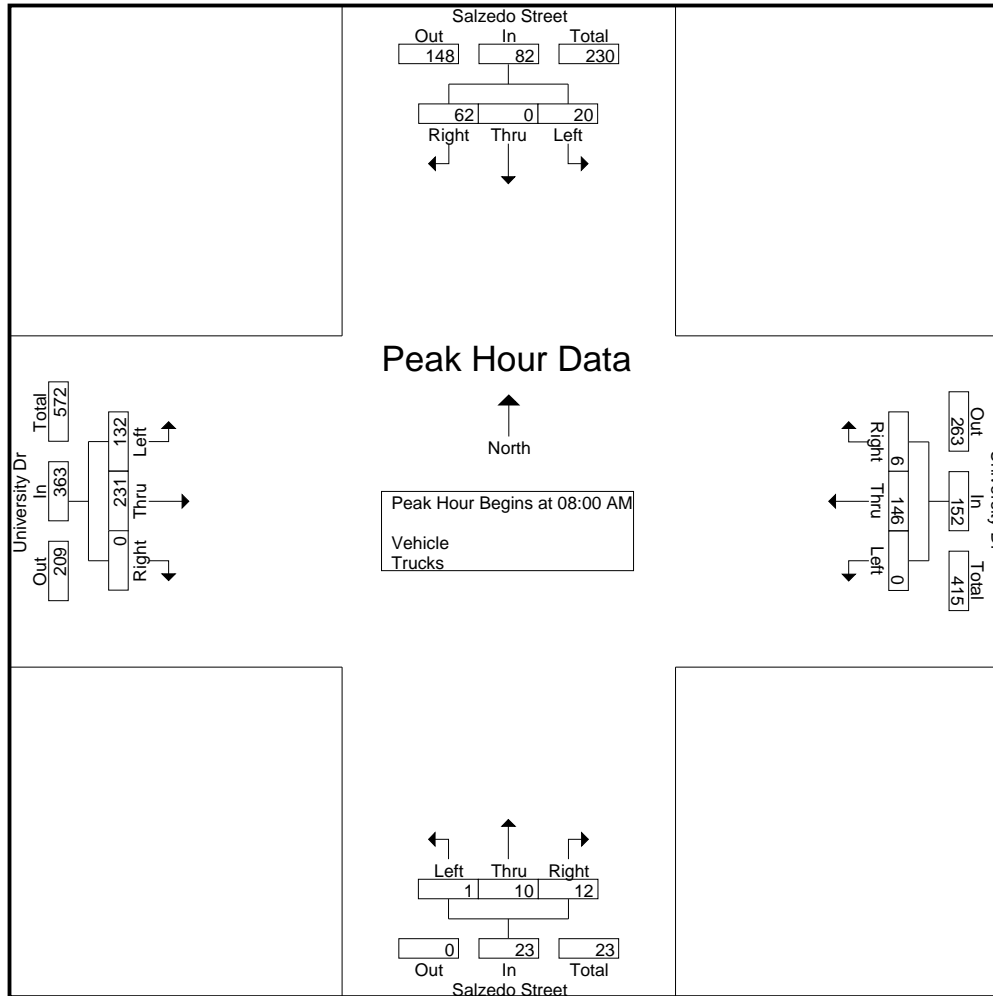 Salzedo Street
Out In Total
148 82 230
62 0 20
Right Thru Left
Peak Hour Data
North
Peak Hour Begins at 08:00 AM
Vehicle
Trucks
University Dr
Total In Out
572 363 209
132 231 0
Left Thru Right
Right Thru Left
6 146 0
263 152 415
Out In Total
Left Thru Right
1 10 12
0 23 23
Out In Total
Salzedo Street